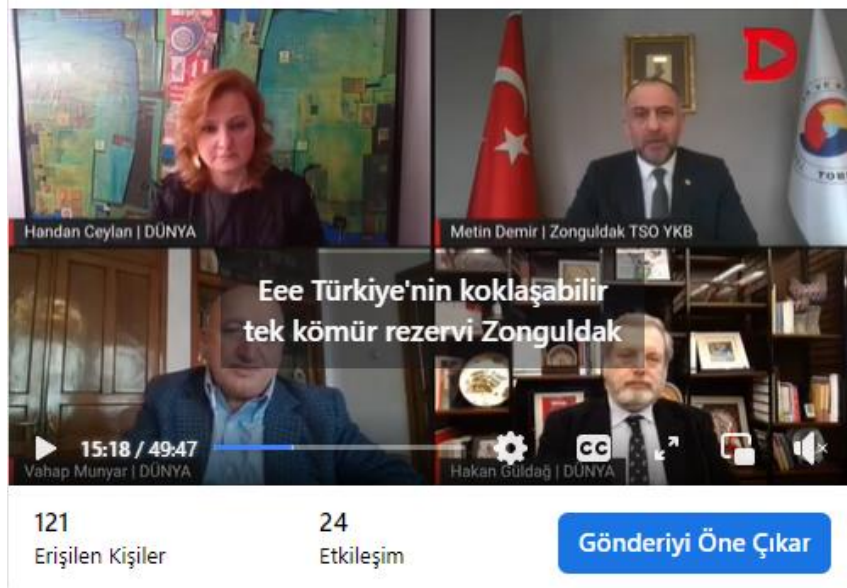 Handan Ceylan | DÜNYA
Metin Demir | Zonguldak TSO YKB
TOBB
Eee Türkiye'nin koklaşabilir
tek kömür rezervi Zonguldak
15:18 / 49:47
CC
Vahap Munyar | DÜNYA
Hakan Güldağ | DÜNYA
121
Erişilen Kişiler
24
Etkileşim
Gönderiyi Öne Çıkar